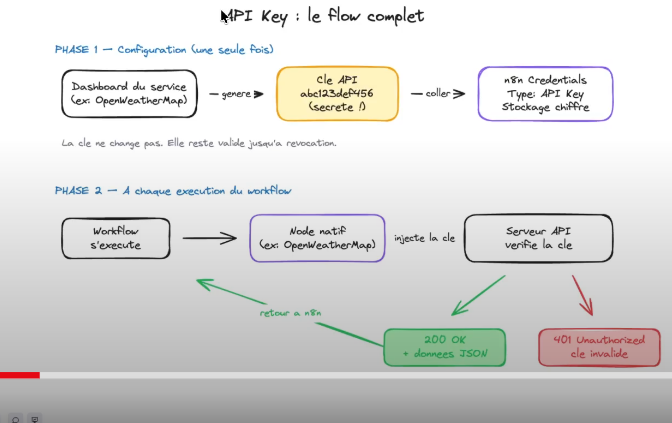 API Key : le flow complet
PHASE 1 — Configuration (une seule fois)
Dashboard du service
(ex: OpenWeatherMap)
genere
Cle API
abc123def456
(secrete !)
coller
n8n Credentials
Type: API Key
Stockage chiffre
La cle ne change pas. Elle reste valide jusqu'a revocation.
PHASE 2 — A chaque execution du workflow
Workflow
s'execute
Node natif
(ex: OpenWeatherMap)
injecte la cle
Serveur API
verifie la cle
retour a n8n
200 OK
+ donnees JSON
401 Unauthorized
cle invalide